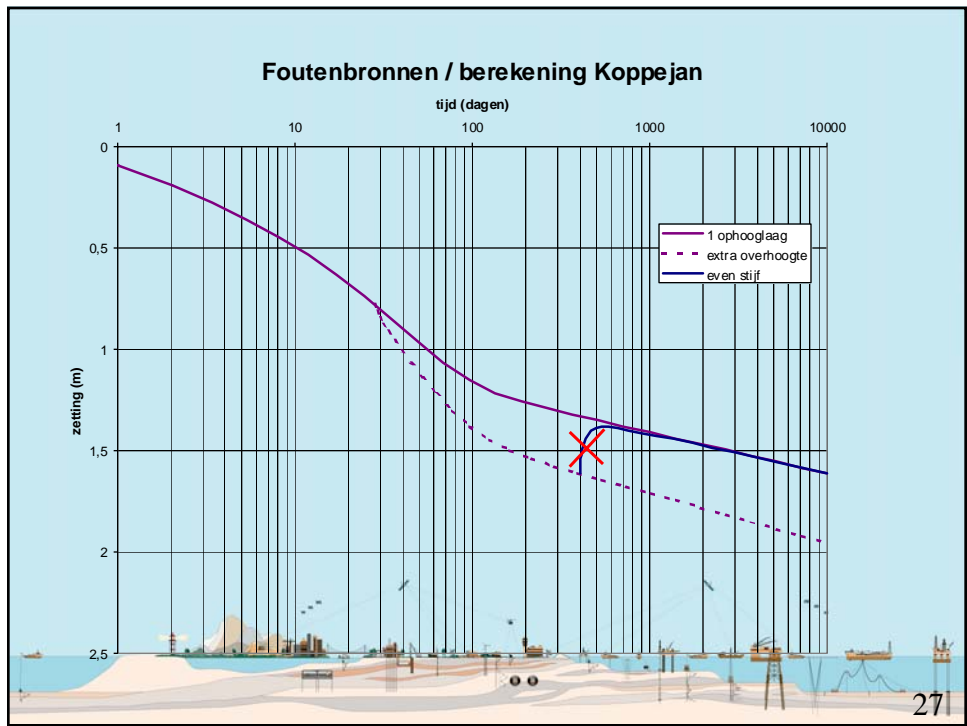 Foutenbronnen / berekening Koppejan
tijd (dagen)
1 10 100 1000 10000
0
0,5
1
1,5
2
2,5
zetting (m)
1 ophooglaag
extra overhoogte
even stijf
27